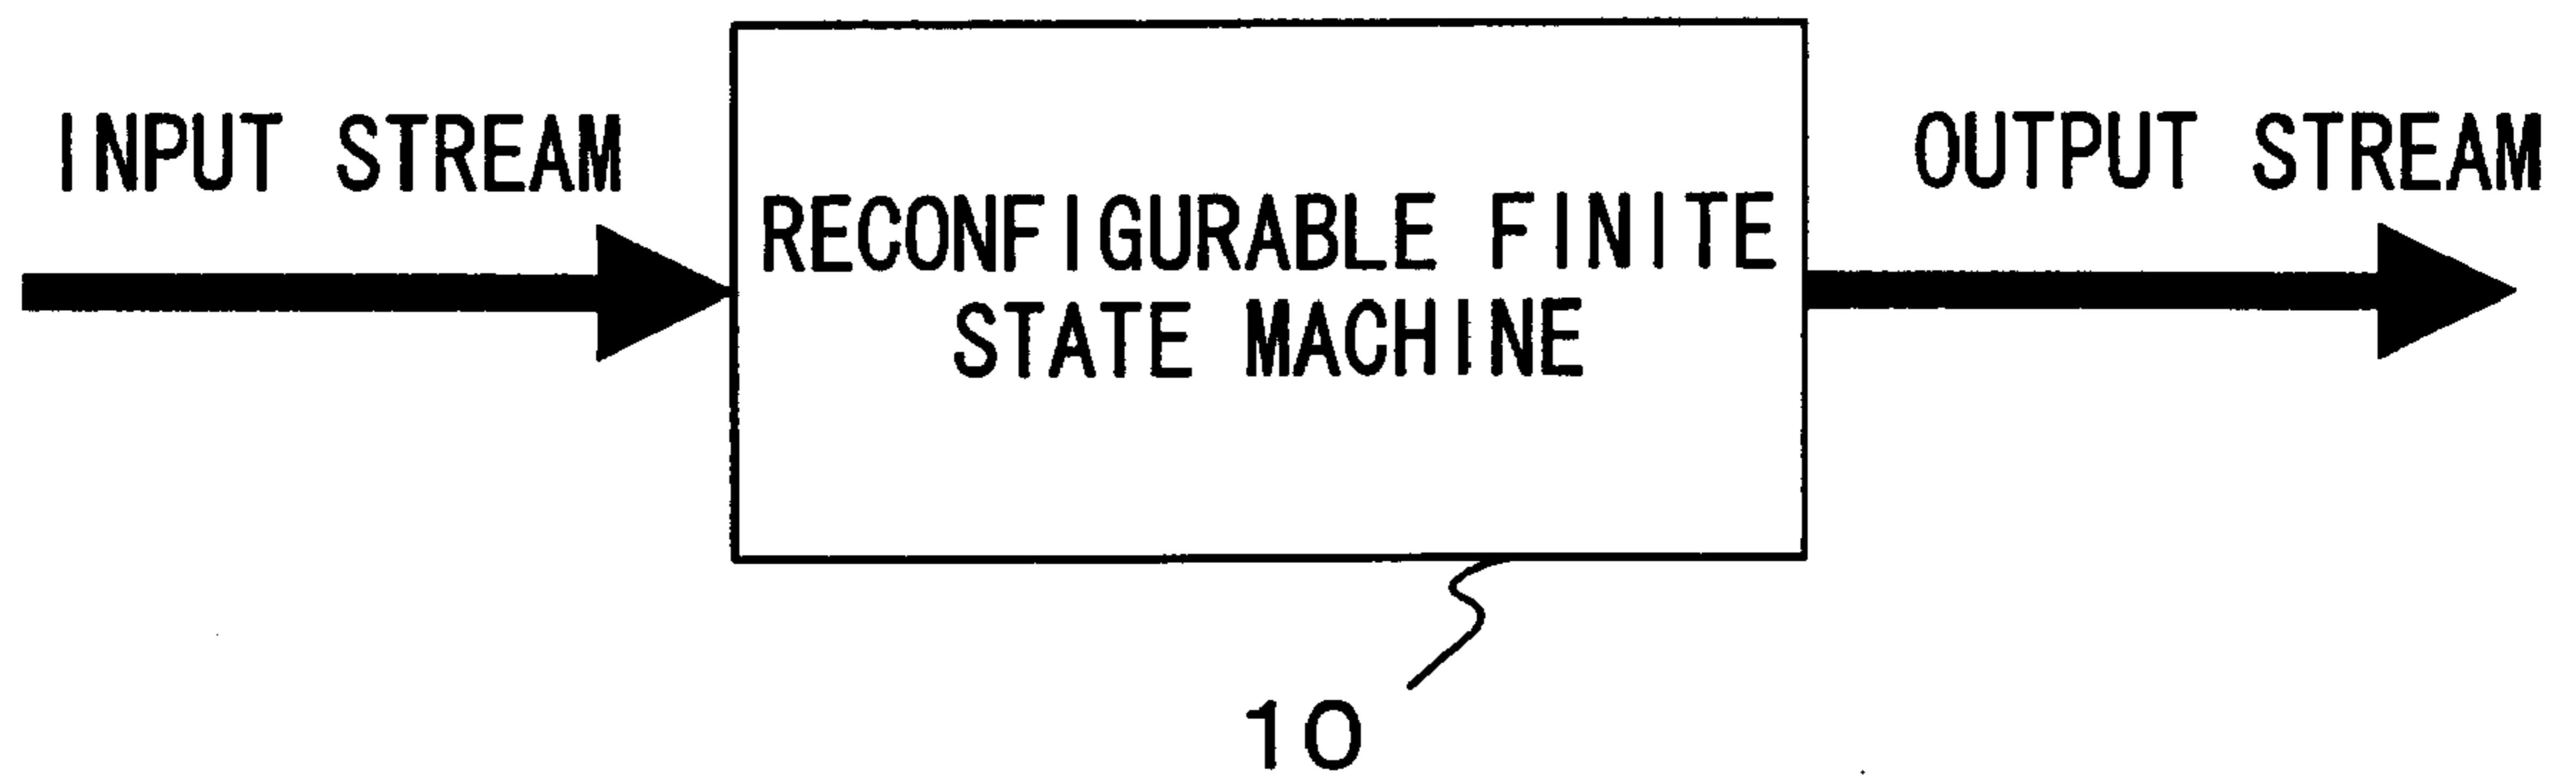 INPUT STREAM
RECONFIGURABLE FINITE
STATE MACHINE
OUTPUT STREAM
10